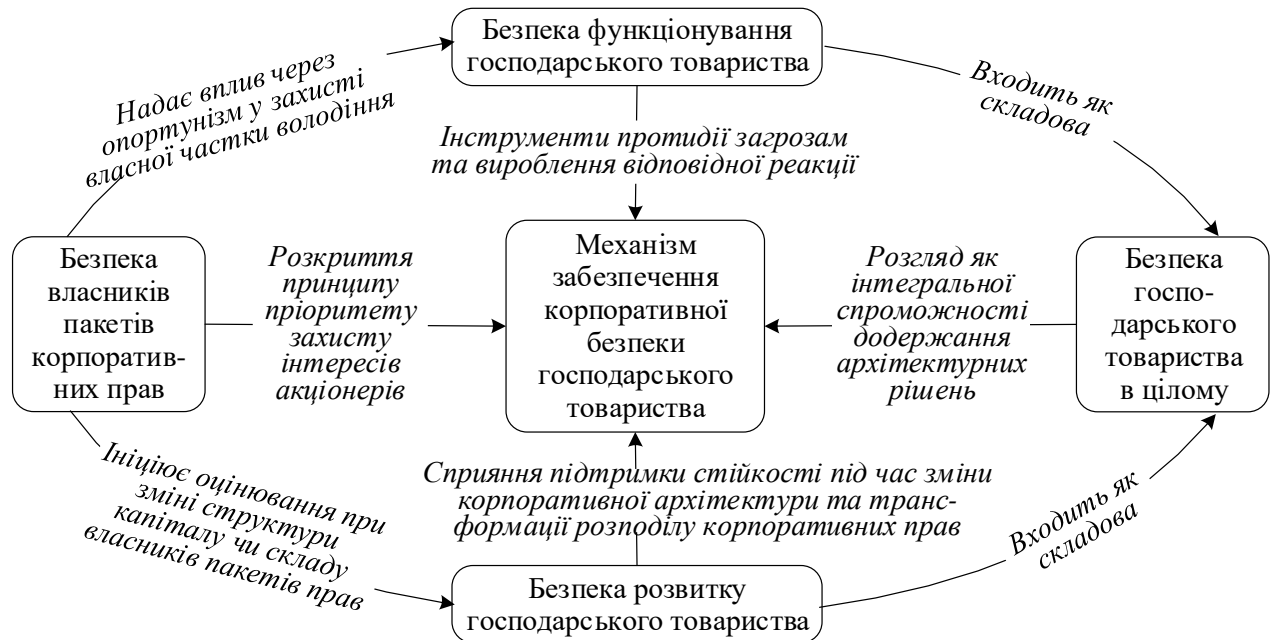 Безпека функціонування
господарського товариства
Надає вплив через
опортунізм у захисті
власної частки володіння
Входить як
складова
Інструменти протидії загрозам
та вироблення відповідної реакції
Безпека
власників
пакетів
корпоратив-
них прав
Розкриття
принципу
пріоритету
захисту
інтересів
акціонерів
Механізм
забезпечення
корпоративної
безпеки
господарського
товариства
Розгляд як
інтегральної
спроможності
додержання
архітектурних
рішень
Безпека
госпо-
дарського
товариства
в цілому
Ініціює оцінювання при
зміні структури
капіталу чи складу
власників пакетів прав
Сприяння підтримки стійкості під час зміни
корпоративної архітектури та транс-
формації розподілу корпоративних прав
Входить як
складова
Безпека розвитку
господарського товариства